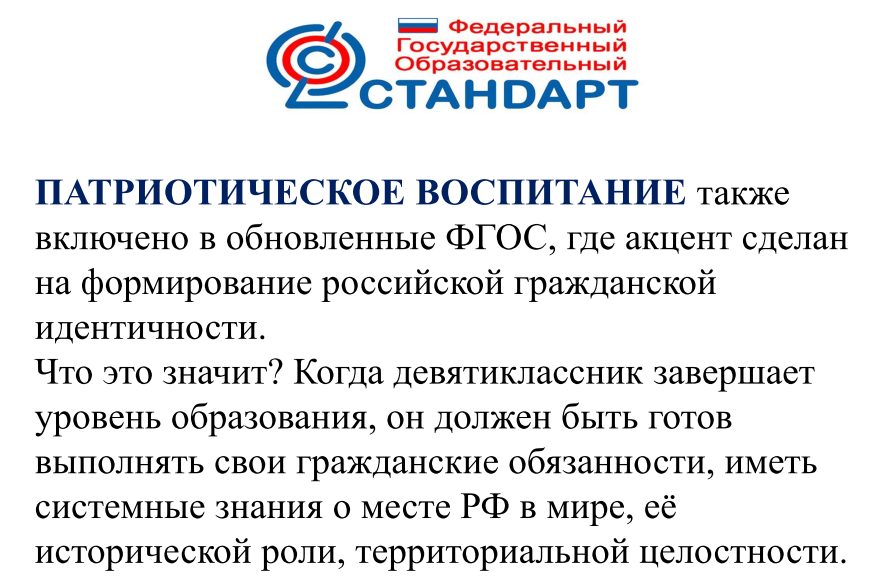 Федеральный
Государственный
Образовательный
СТАНДАРТ
ПАТРИОТИЧЕСКОЕ ВОСПИТАНИЕ также
включено в обновленные ФГОС, где акцент сделан
на формирование российской гражданской
идентичности.
Что это значит? Когда девятиклассник завершает
уровень образования, он должен быть готов
выполнять свои гражданские обязанности, иметь
системные знания о месте РФ в мире, её
исторической роли, территориальной целостности.